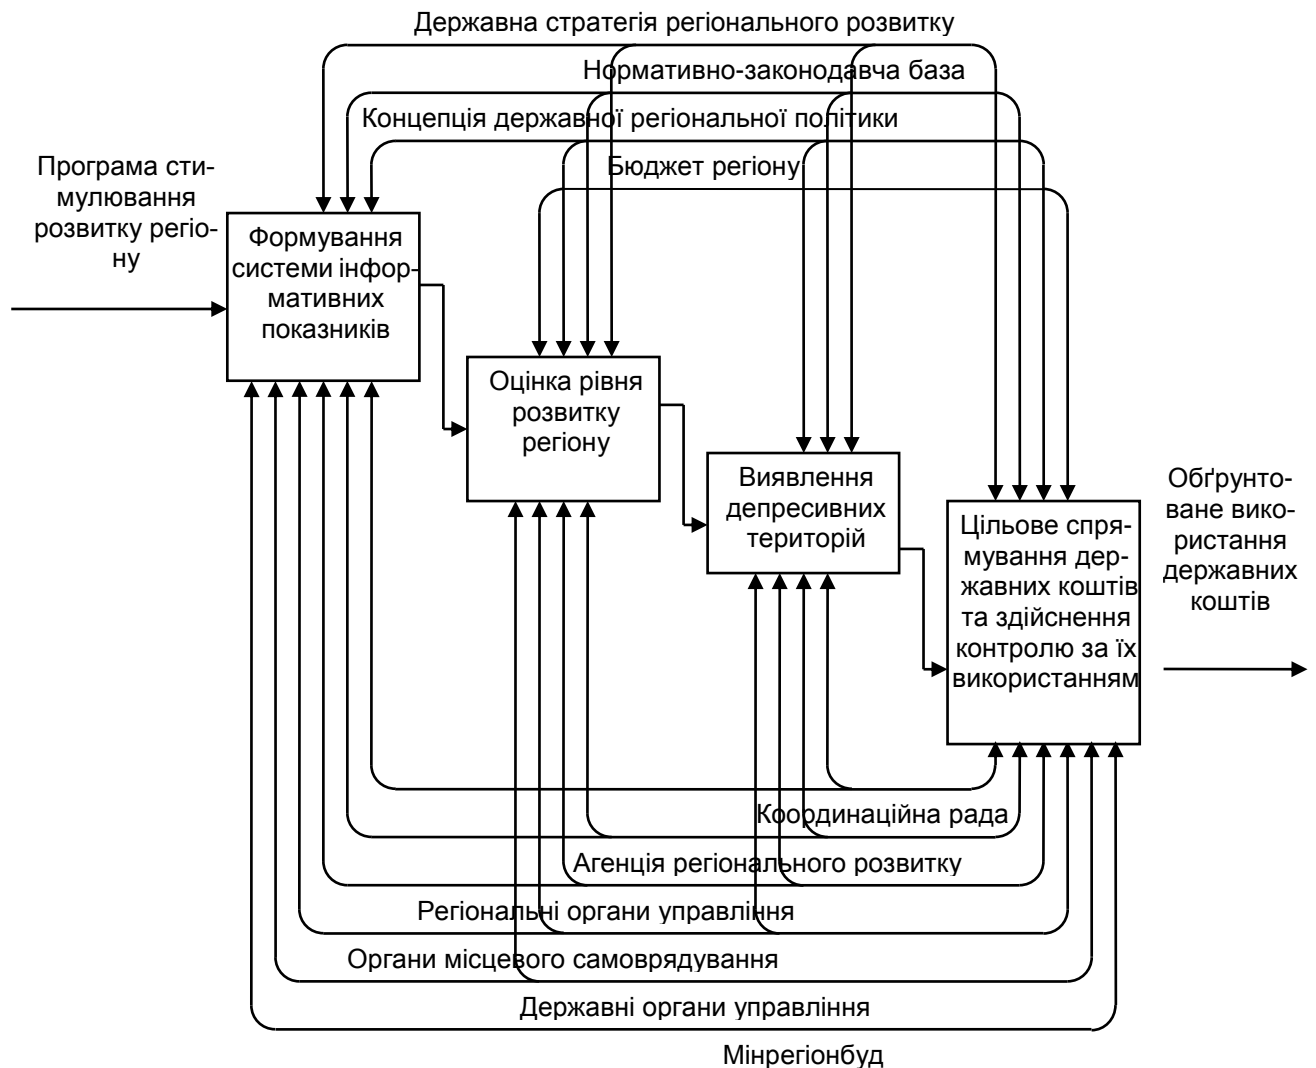 Державна стратегія регіонального розвитку
Нормативно-законодавча база
Концепція державної регіональної політики
Бюджет регіону
Програма сти-
мулювання
розвитку регіо-
ну
Формування
системи інфор-
мативних
показників
Оцінка рівня
розвитку
регіону
Виявлення
депресивних
територій
Цільове спря-
мування дер-
жавних коштів
та здійснення
контролю за їх
використанням
Обґрунто-
ване вико-
ристання
державних
коштів
Координаційна рада
Агенція регіонального розвитку
Регіональні органи управління
Органи місцевого самоврядування
Державні органи управління
Мінрегіонбуд